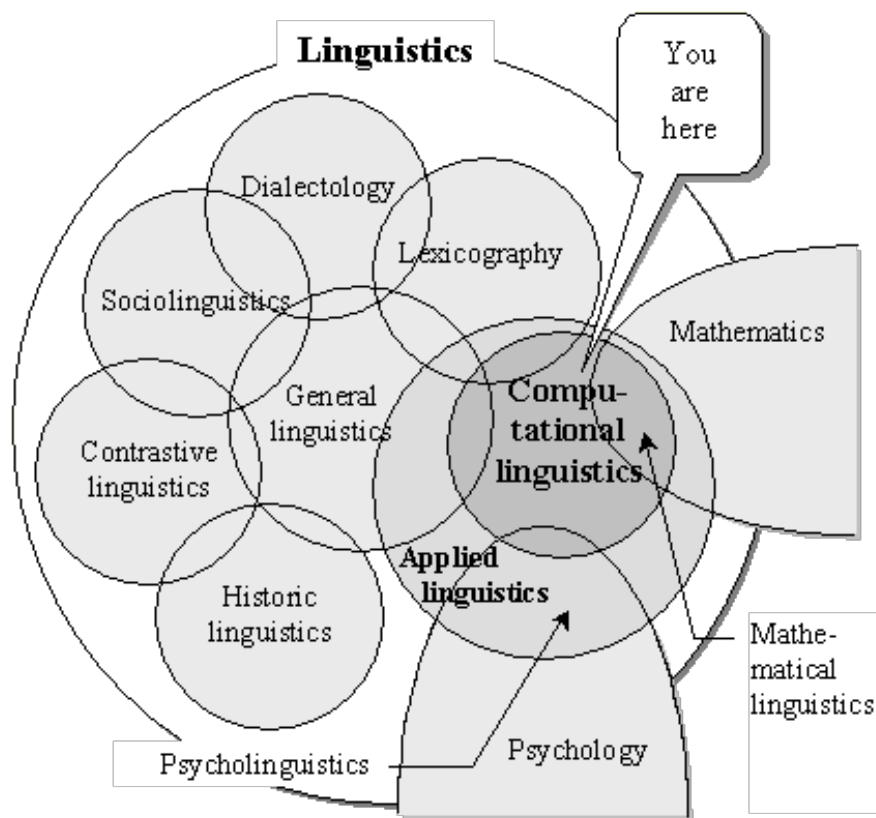 Linguistics
You
are
here
Dialectology
Lexicography
Sociolinguistics
Mathematics
General
linguistics
Compu-
tational
linguistics
Contrastive
linguistics
Applied
linguistics
Historic
linguistics
Mathe-
matical
linguistics
Psycholinguistics
Psychology